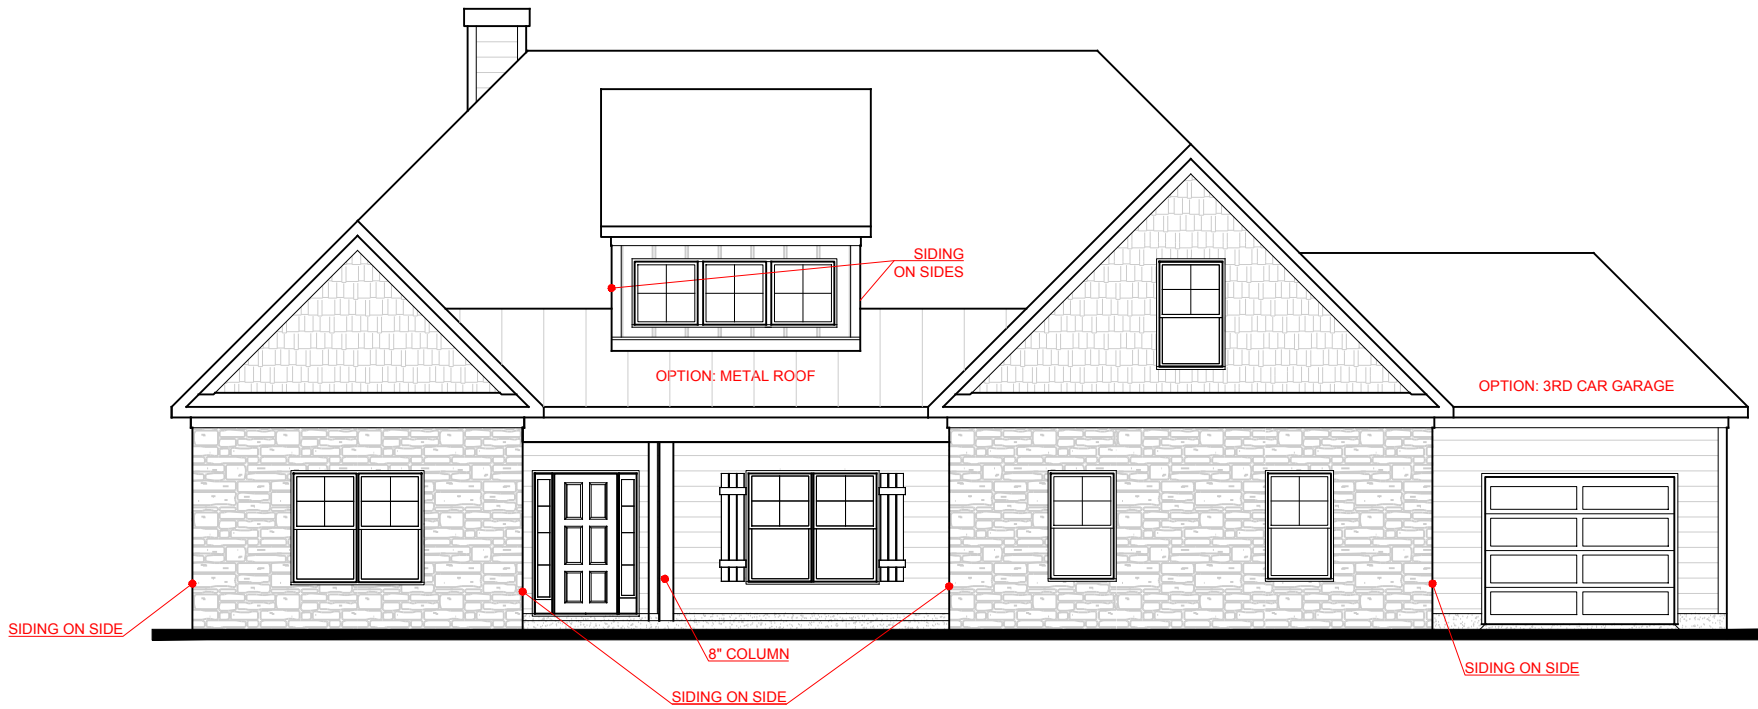 SIDING
ON SIDES
OPTION: METAL ROOF
OPTION: 3RD CAR GARAGE
SIDING ON SIDE
8" COLUMN
SIDING ON SIDE
SIDING ON SIDE